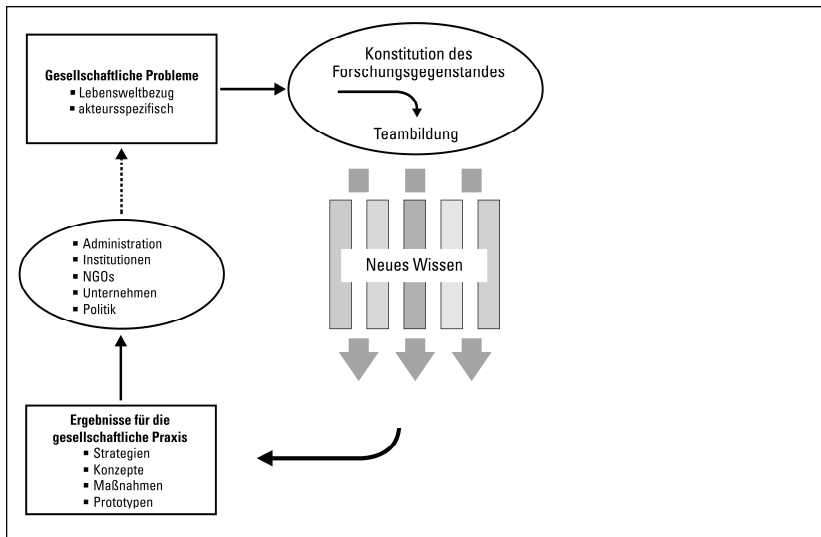 Gesellschaftliche Probleme
▪ Lebensweltbezug
▪ akteursspezifisch
Konstitution des
Forschungsgegenstandes
Teambildung
Neues Wissen
▪ Administration
▪ Institutionen
▪ NGOs
▪ Unternehmen
▪ Politik
Ergebnisse für die
gesellschaftliche Praxis
▪ Strategien
▪ Konzepte
▪ Maßnahmen
▪ Prototypen